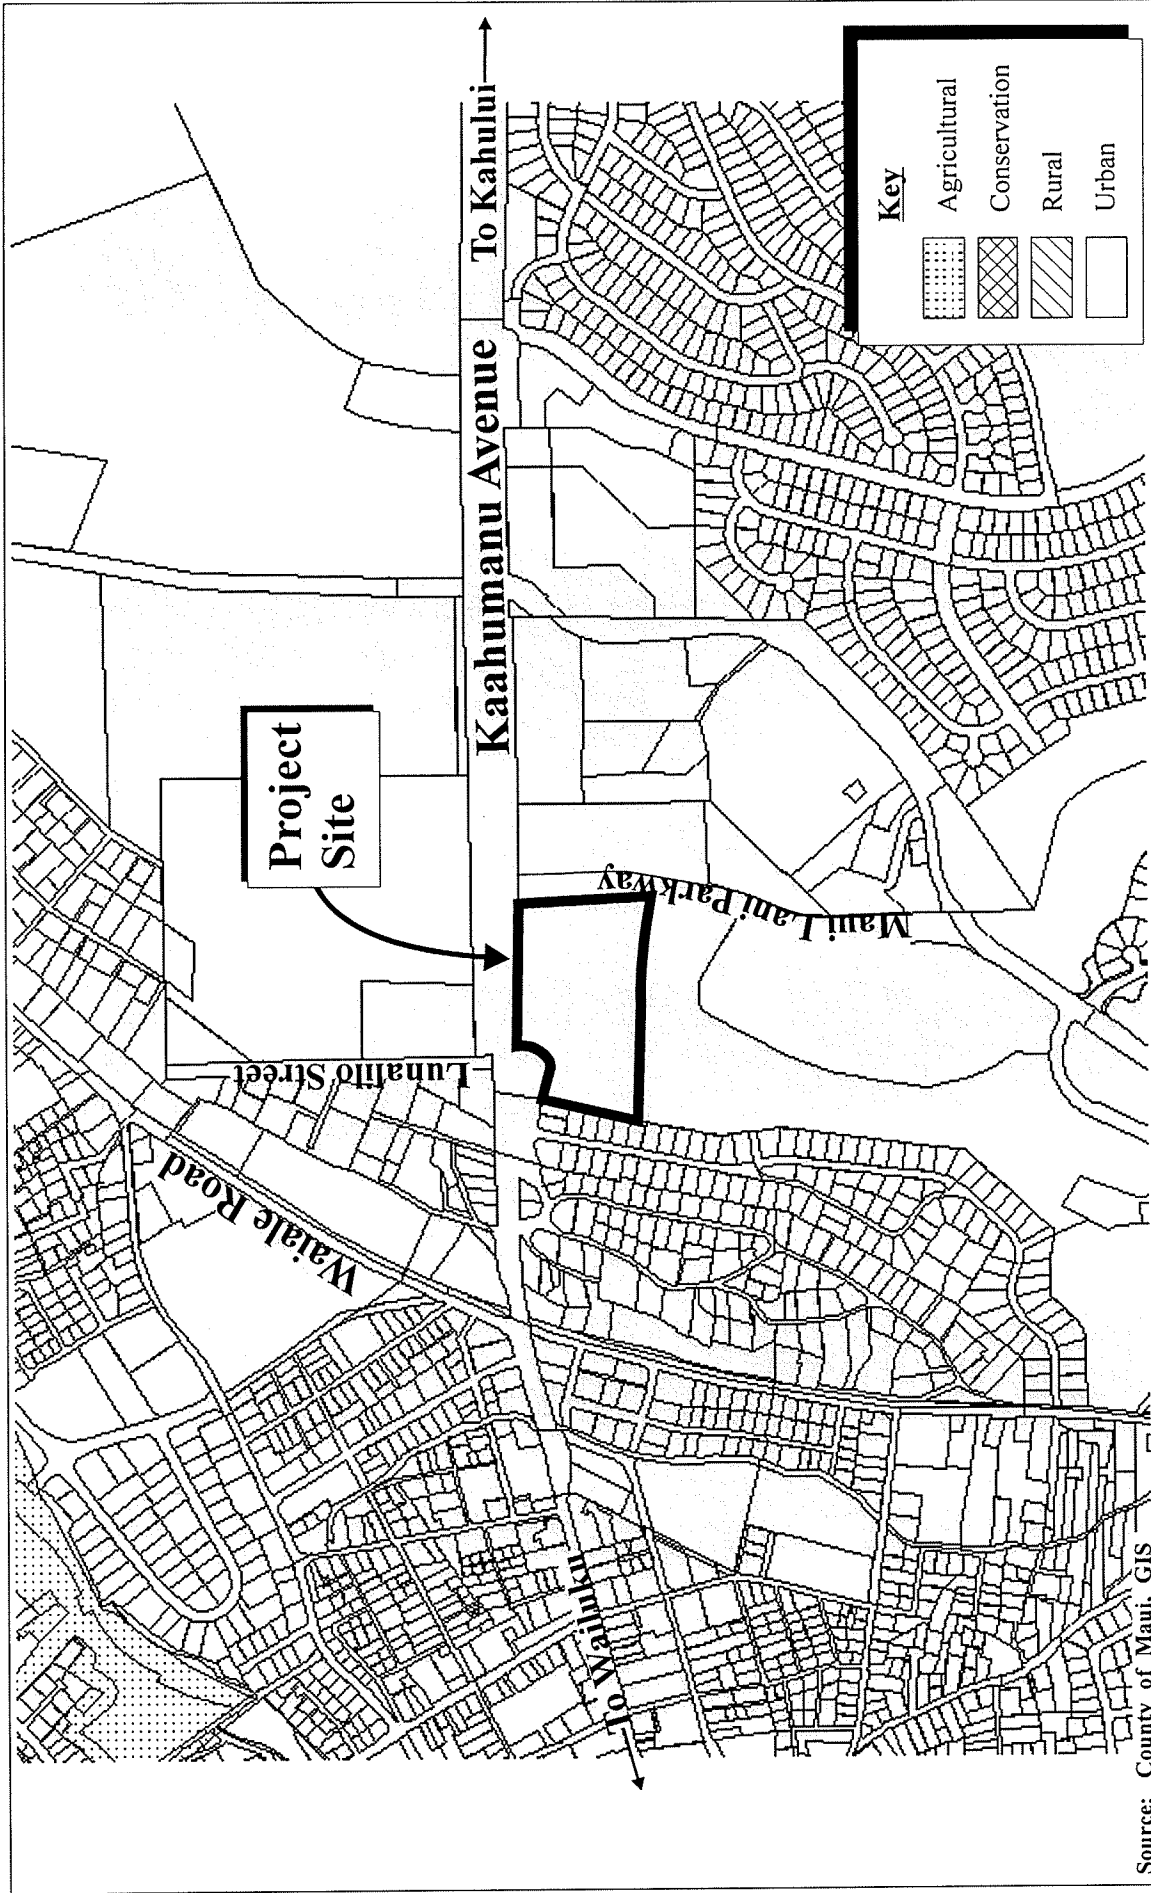 To Kahului
Kaahumanu Avenue
Project
Site
Maui Lani Parkway
Lunalilo Street
Waiale Road
To Wailuku
Key
Agricultural
Conservation
Rural
Urban
Source: County of Maui, GIS